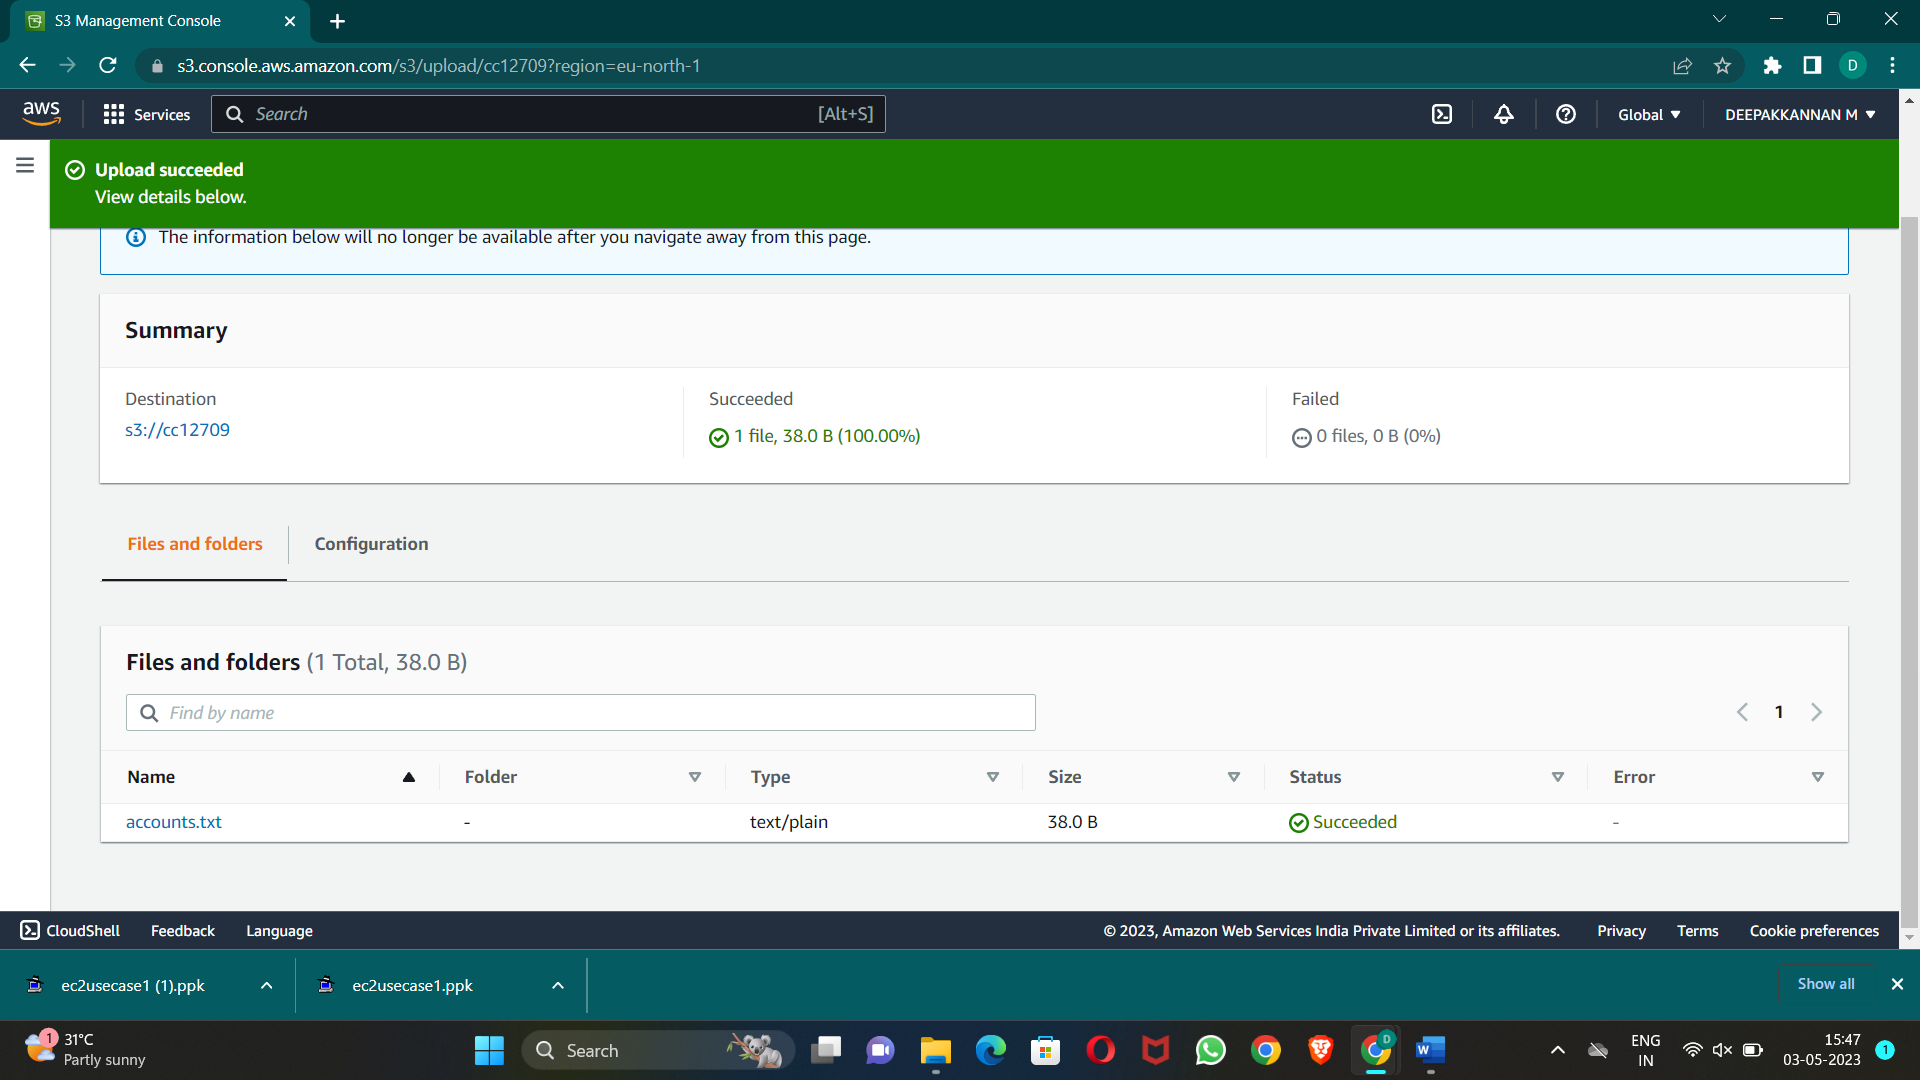 S3 Management Console
s3.console.aws.amazon.com/s3/upload/cc12709?region=eu-north-1
D
aws
Services
Search
[Alt+S]
Global
DEEPAKKANNAN M
Upload succeeded
View details below.
The information below will no longer be available after you navigate away from this page.
Summary
Destination
Succeeded
Failed
s3://cc12709
1 file, 38.0 B (100.00%)
0 files, 0 B (0%)
Files and folders
Configuration
Files and folders (1 Total, 38.0 B)
Find by name
1
Name
Folder
Type
Size
Status
Error
accounts.txt
-
text/plain
38.0 B
Succeeded
-
CloudShell
Feedback
Language
© 2023, Amazon Web Services India Private Limited or its affiliates.
Privacy
Terms
Cookie preferences
ec2usecase1 (1).ppk
ec2usecase1.ppk
Show all
1
31°C
Partly sunny
Search
D
W
ENG
IN
15:47
03-05-2023
1